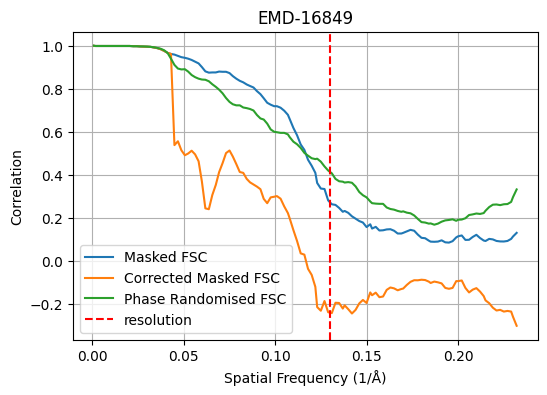 EMD-16849
1.0
0.8
0.6
0.4
0.2
0.0
−0.2
Correlation
Masked FSC
Corrected Masked FSC
Phase Randomised FSC
resolution
0.00
0.05
0.10
0.15
0.20
Spatial Frequency (1/Å)